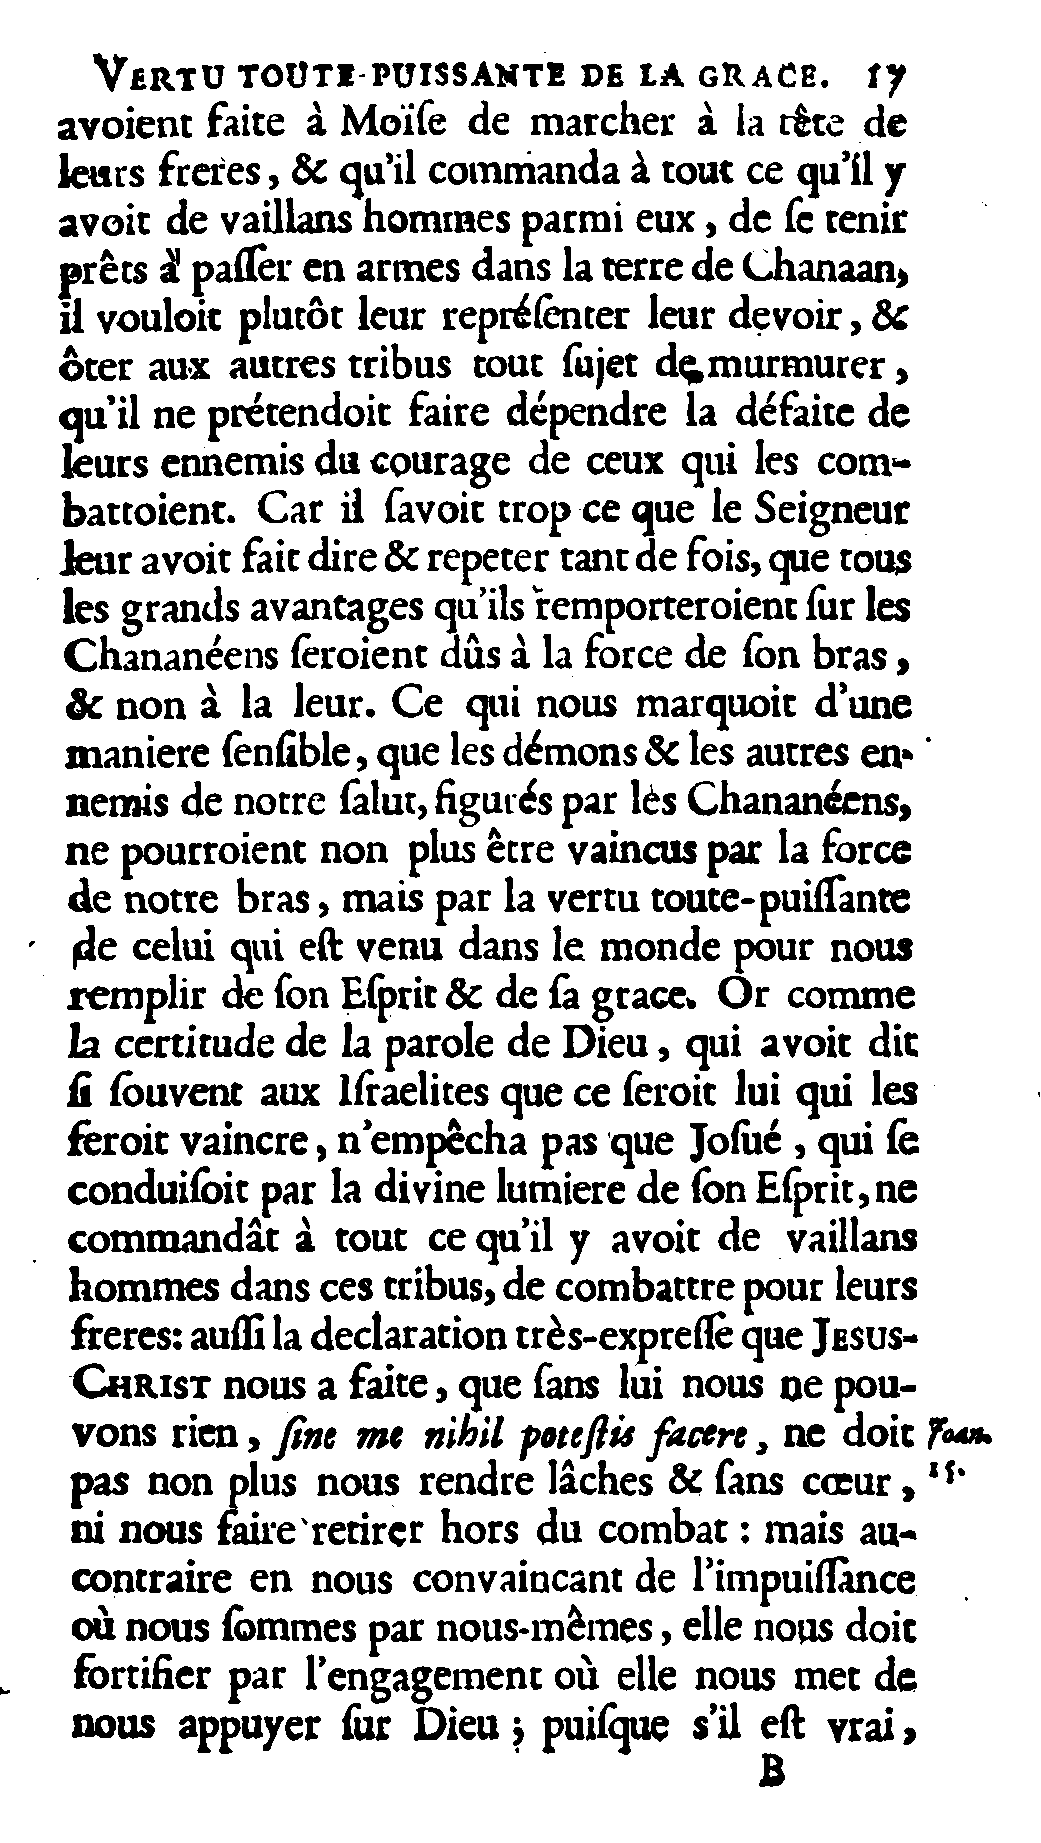 VERTU TOUTE-PUISSANTE DE LA GRACE. 17
avoient faite à Moïſe de marcher à la tête de
leurs freres, & qu'il commanda à tout ce qu'il y
avoit de vaillans hommes parmi eux, de ſe tenir
prêts à paſſer en armes dans la terre de Chanaan,
il vouloit plutôt leur repréſenter leur devoir, &
ôter aux autres tribus tout ſujet de murmurer,
qu'il ne prétendoit faire dépendre la défaite de
leurs ennemis du courage de ceux qui les com-
battoient. Car il ſavoit trop ce que le Seigneur
leur avoit fait dire & repeter tant de fois, que tous
les grands avantages qu'ils remporteroient ſur les
Chananéens ſeroient dûs à la force de ſon bras,
& non à la leur. Ce qui nous marquoit d'une
maniere ſenſible, que les démons & les autres en-
nemis de notre ſalut, figurés par les Chananéens,
ne pourroient non plus être vaincus par la force
de notre bras, mais par la vertu toute-puiſſante
de celui qui eſt venu dans le monde pour nous
remplir de ſon Eſprit & de ſa grace. Or comme
la certitude de la parole de Dieu, qui avoit dit
ſi ſouvent aux Iſraelites que ce ſeroit lui qui les
feroit vaincre, n'empêcha pas que Joſué, qui ſe
conduiſoit par la divine lumiere de ſon Eſprit, ne
commandât à tout ce qu'il y avoit de vaillans
hommes dans ces tribus, de combattre pour leurs
freres: auſſi la declaration très-expreſſe que JESUS-
CHRIST nous a faite, que ſans lui nous ne pou-
vons rien, ſine me nihil poteſtis facere, ne doit Joan.
pas non plus nous rendre lâches & ſans cœur, 15.
ni nous faire retirer hors du combat : mais au-
contraire en nous convaincant de l'impuiſſance
où nous ſommes par nous-mêmes, elle nous doit
fortifier par l'engagement où elle nous met de
nous appuyer ſur Dieu ; puiſque s'il eſt vrai,
B